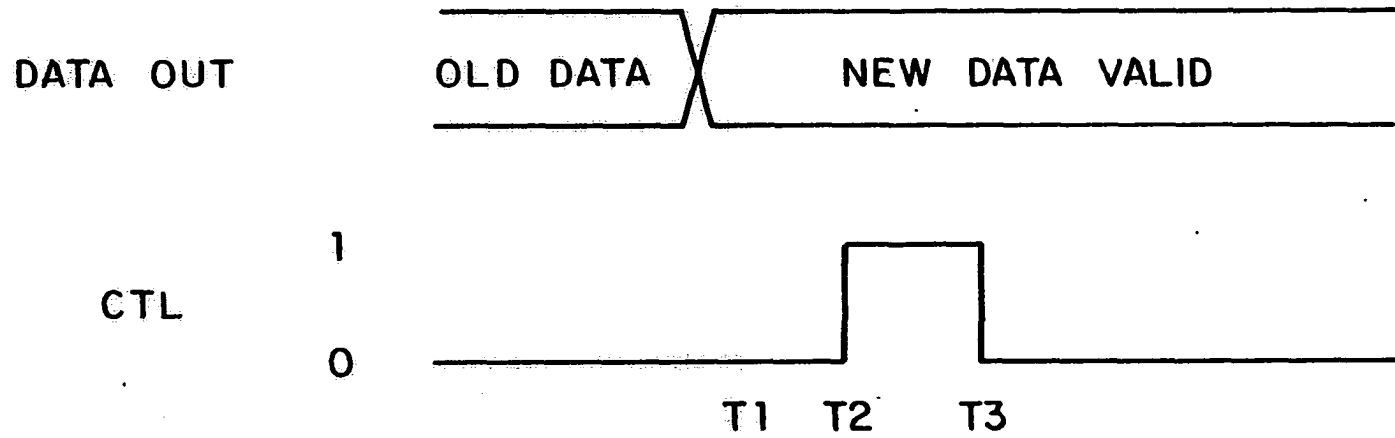 DATA OUT OLD DATA NEW DATA VALID
1
CTL
0
T1 T2 T3